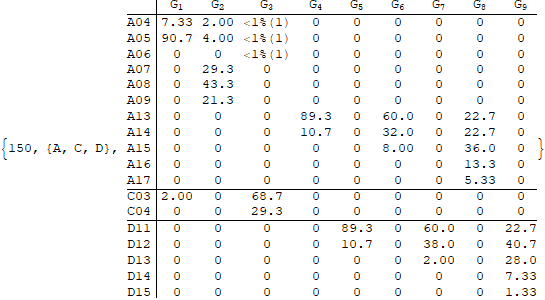 G1 G2 G3 G4 G5 G6 G7 G8 G9
A04 7.33 2.00 <1%(1) 0 0 0 0 0 0
A05 90.7 4.00 <1%(1) 0 0 0 0 0 0
A06 0 0 <1%(1) 0 0 0 0 0 0
A07 0 29.3 0 0 0 0 0 0 0
A08 0 43.3 0 0 0 0 0 0 0
A09 0 21.3 0 0 0 0 0 0 0
A13 0 0 0 89.3 0 60.0 0 22.7 0
A14 0 0 0 10.7 0 32.0 0 22.7 0
{150, {A, C, D}, A15 0 0 0 0 0 8.00 0 36.0 0 }
A16 0 0 0 0 0 0 0 13.3 0
A17 0 0 0 0 0 0 0 5.33 0
C03 2.00 0 68.7 0 0 0 0 0 0
C04 0 0 29.3 0 0 0 0 0 0
D11 0 0 0 0 89.3 0 60.0 0 22.7
D12 0 0 0 0 10.7 0 38.0 0 40.7
D13 0 0 0 0 0 0 2.00 0 28.0
D14 0 0 0 0 0 0 0 0 7.33
D15 0 0 0 0 0 0 0 0 1.33